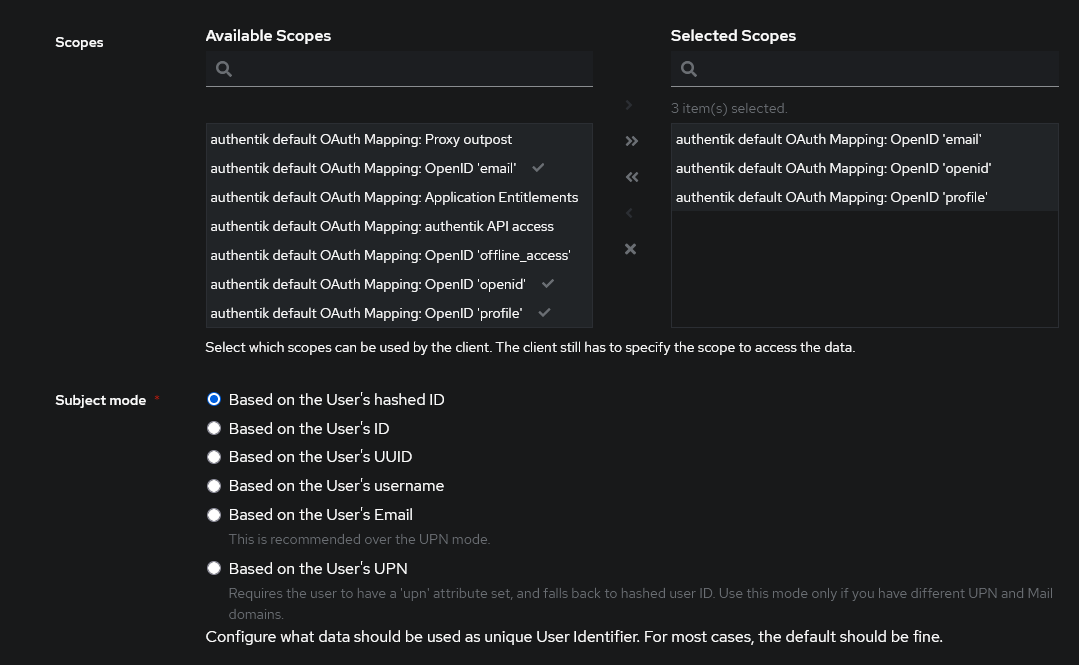 Scopes
Available Scopes
authentik default OAuth Mapping: Proxy outpost
authentik default OAuth Mapping: OpenID 'email'
authentik default OAuth Mapping: Application Entitlements
authentik default OAuth Mapping: authentik API access
authentik default OAuth Mapping: OpenID 'offline_access'
authentik default OAuth Mapping: OpenID 'openid'
authentik default OAuth Mapping: OpenID 'profile'
Selected Scopes
3 item(s) selected.
authentik default OAuth Mapping: OpenID 'email'
authentik default OAuth Mapping: OpenID 'openid'
authentik default OAuth Mapping: OpenID 'profile'
Select which scopes can be used by the client. The client still has to specify the scope to access the data.
Subject mode *
Based on the User's hashed ID
Based on the User's ID
Based on the User's UUID
Based on the User's username
Based on the User's Email
This is recommended over the UPN mode.
Based on the User's UPN
Requires the user to have a 'upn' attribute set, and falls back to hashed user ID. Use this mode only if you have different UPN and Mail
domains.
Configure what data should be used as unique User Identifier. For most cases, the default should be fine.